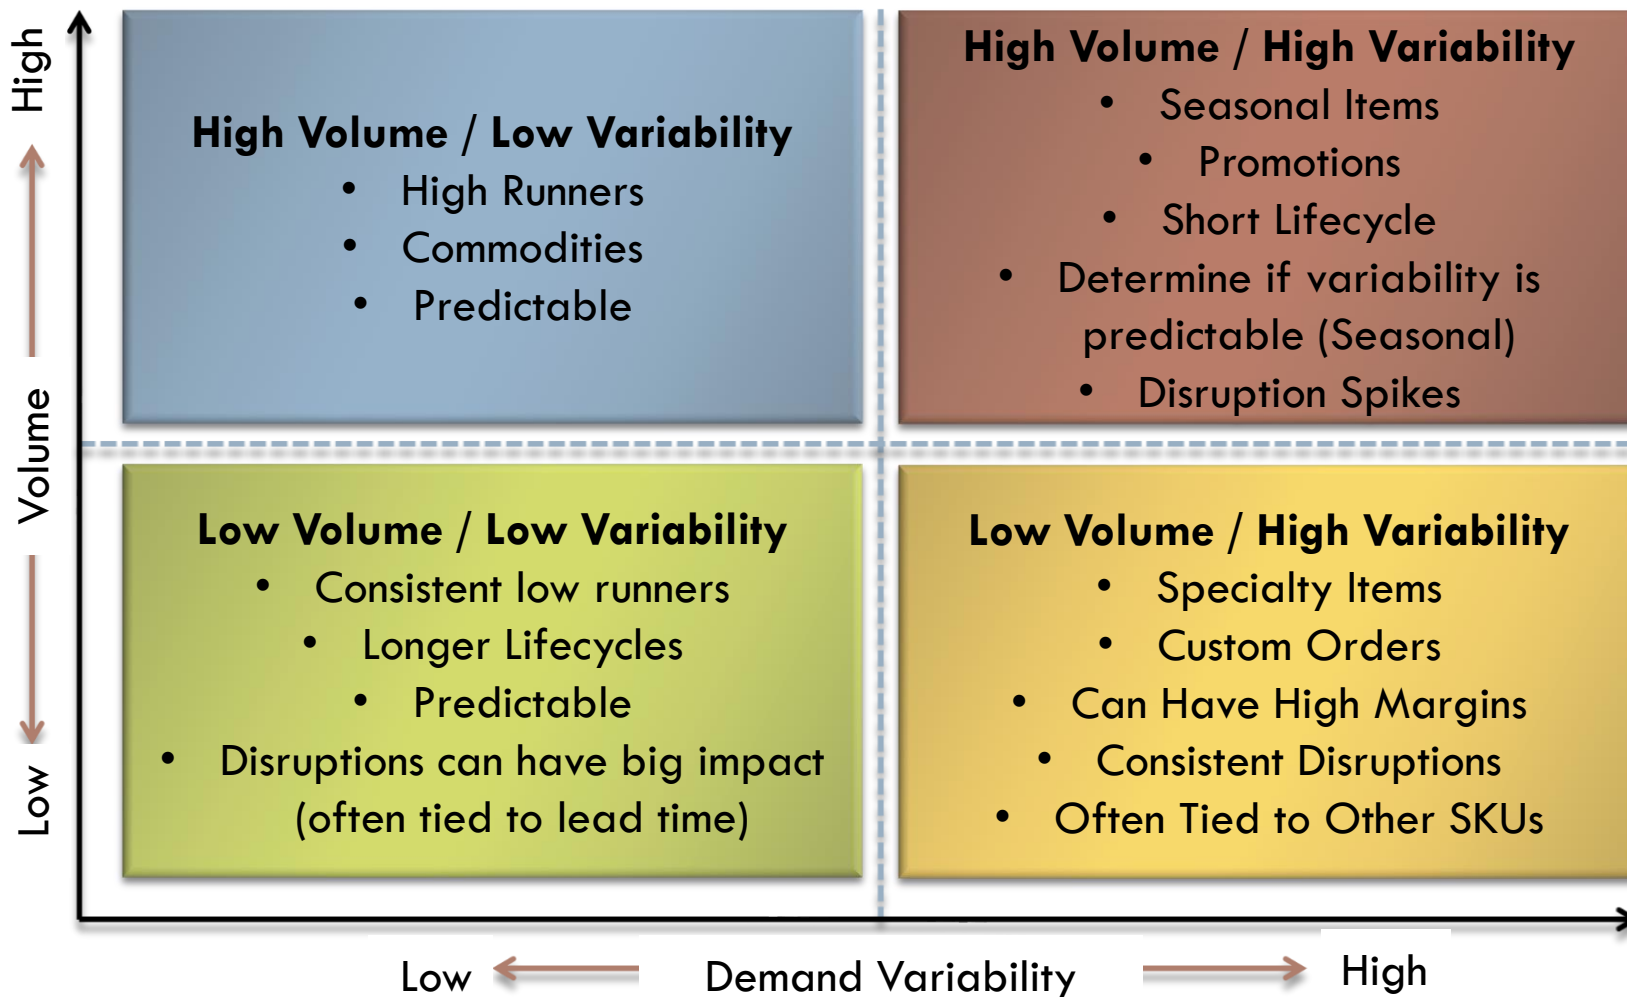 High
Volume
Low
High Volume / Low Variability
• High Runners
• Commodities
• Predictable
High Volume / High Variability
• Seasonal Items
• Promotions
• Short Lifecycle
• Determine if variability is
predictable (Seasonal)
• Disruption Spikes
Low Volume / Low Variability
• Consistent low runners
• Longer Lifecycles
• Predictable
• Disruptions can have big impact
(often tied to lead time)
Low Volume / High Variability
• Specialty Items
• Custom Orders
• Can Have High Margins
• Consistent Disruptions
• Often Tied to Other SKUs
Low
Demand Variability
High